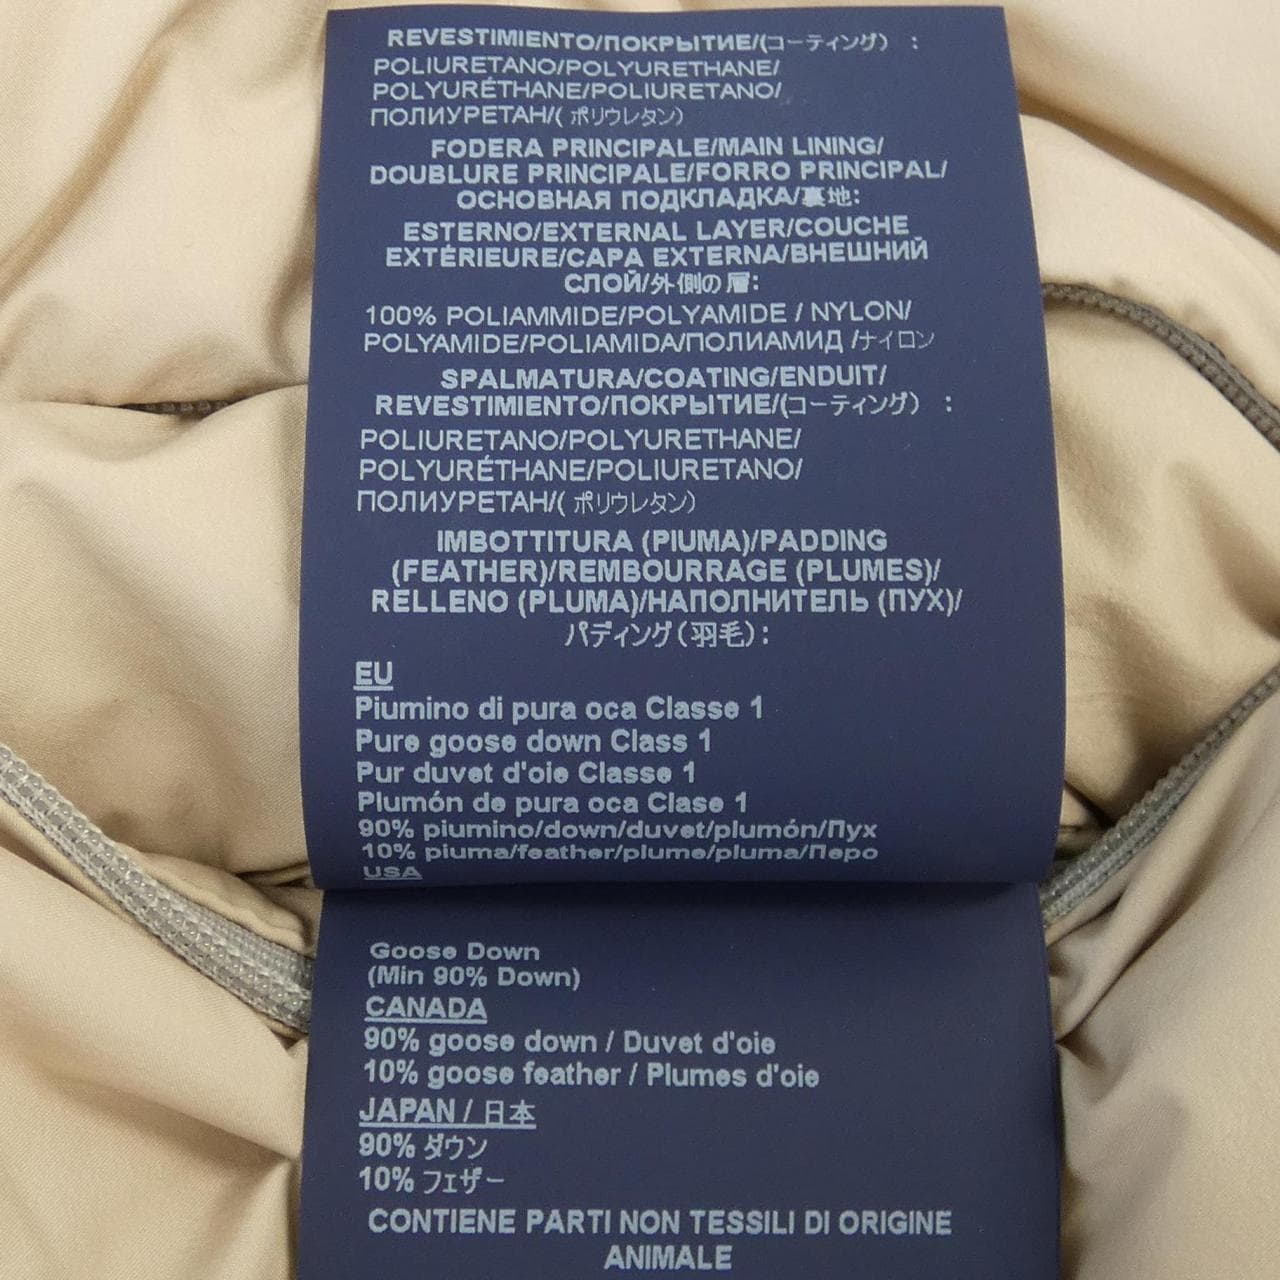 REVESTIMIENTO/ПОКРЫТИЕ/(コーティング) :
POLIURETANO/POLYURETHANE/
POLYURÉTHANE/POLIURETANO/
ПОЛИУРЕТАН/( ポリウレタン)
FODERA PRINCIPALE/MAIN LINING/
DOUBLURE PRINCIPALE/FORRO PRINCIPAL/
ОСНОВНАЯ ПОДКЛАДКА/裏地:
ESTERNO/EXTERNAL LAYER/COUCHE
EXTÉRIEURE/CAPA EXTERNA/ВНЕШНИЙ
СЛОЙ/外側の層:
100% POLIAMMIDE/POLYAMIDE / NYLON/
POLYAMIDE/POLIAMIDA/ПОЛИАМИД /ナイロン
SPALMATURA/COATING/ENDUIT/
REVESTIMIENTO/ПОКРЫТИЕ/(コーティング) :
POLIURETANO/POLYURETHANE/
POLYURÉTHANE/POLIURETANO/
ПОЛИУРЕТАН/( ポリウレタン)
IMBOTTITURA (PIUMA)/PADDING
(FEATHER)/REMBOURRAGE (PLUMES)/
RELLENO (PLUMA)/НАПОЛНИТЕЛЬ (ПУХ)/
パディング(羽毛):
EU
Piumino di pura oca Classe 1
Pure goose down Class 1
Pur duvet d'oie Classe 1
Plumón de pura oca Clase 1
90% piumino/down/duvet/plumón/Пух
10% piuma/feather/plume/pluma/Перо
USA
Goose Down
(Min 90% Down)
CANADA
90% goose down / Duvet d'oie
10% goose feather / Plumes d'oie
JAPAN / 日本
90% ダウン
10% フェザー
CONTIENE PARTI NON TESSILI DI ORIGINE
ANIMALE